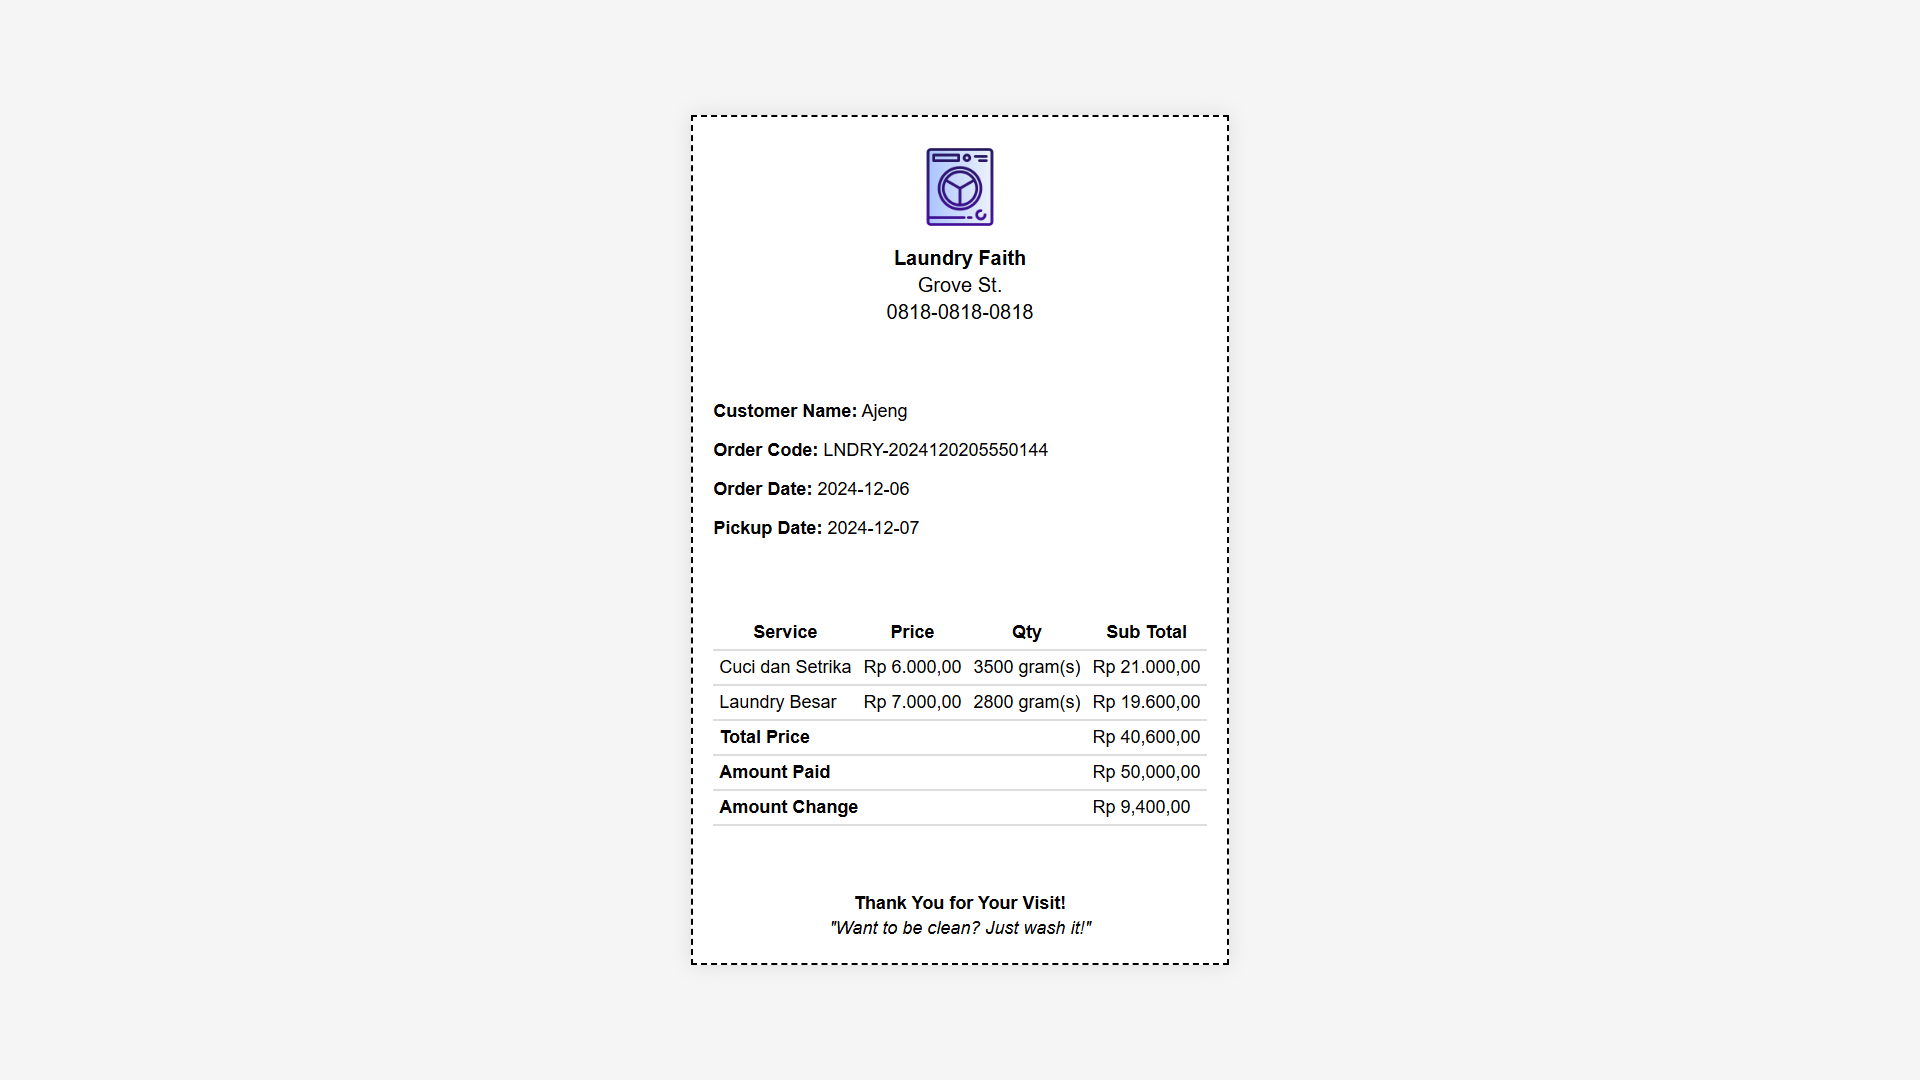 Laundry Faith
Grove St.
0818-0818-0818
Customer Name: Ajeng
Order Code: LNDRY-2024120205550144
Order Date: 2024-12-06
Pickup Date: 2024-12-07
Service Price Qty Sub Total
Cuci dan Setrika Rp 6.000,00 3500 gram(s) Rp 21.000,00
Laundry Besar Rp 7.000,00 2800 gram(s) Rp 19.600,00
Total Price Rp 40,600,00
Amount Paid Rp 50,000,00
Amount Change Rp 9,400,00
Thank You for Your Visit!
"Want to be clean? Just wash it!"